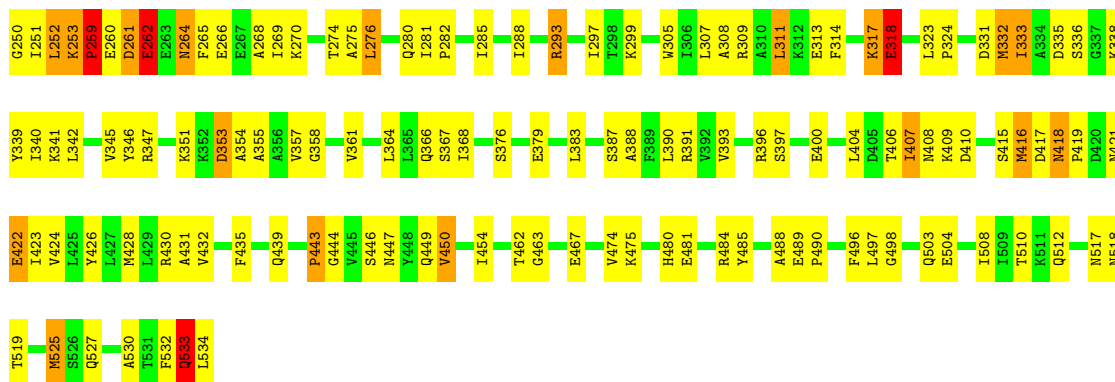 G250 I251 L252 K253 P259 E260 D261 E262 E263 N264 F265 E266 E267 A268 I269 K270 T274 A275 L276 Q280 I281 P282 I285 I288 R293 I297 T298 K299 W305 I306 L307 A308 R309 A310 L311 K312 E313 F314 K317 E318 L323 P324 D331 M332 I333 A334 D335 S336 G337 K338
Y339 I340 K341 L342 V345 Y346 R347 K351 K352 D353 A354 A355 A356 V357 G358 V361 L364 L365 Q366 S367 I368 S376 E379 L383 S387 A388 F389 L390 R391 V392 V393 R396 S397 E400 L404 D405 T406 I407 N408 K409 D410 S415 M416 D417 N418 P419 D420 N421
E422 I423 V424 L425 Y426 L427 M428 L429 R430 A431 V432 F435 Q439 P443 G444 V445 S446 N447 Y448 Q449 V450 I454 T462 G463 E467 V474 K475 H480 E481 R484 Y485 A488 E489 P490 F496 L497 G498 Q503 E504 I508 I509 T510 K511 Q512 N517 N518
T519 M525 S526 Q527 A530 T531 F532 Q533 L534